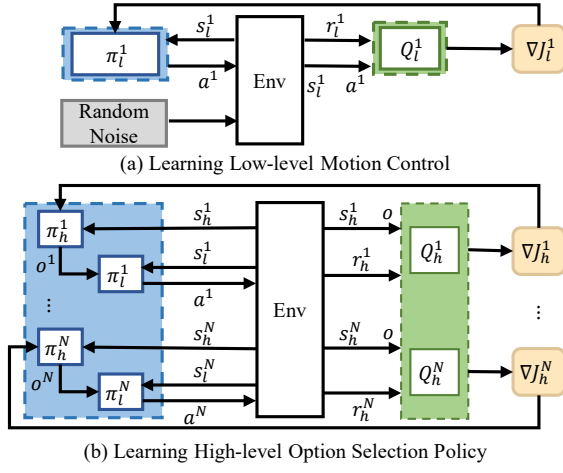 s_l^1 r_l^1
π_l^1 Q_l^1 ∇J_l^1
a^1 Env s_l^1 a^1
Random
Noise
(a) Learning Low-level Motion Control
s_h^1 s_h^1 o
π_h^1 Q_h^1 ∇J_h^1
o^1 s_l^1 r_h^1
π_l^1
a^1 Env
⋮ ⋮
s_h^N s_h^N o
π_h^N
o^N s_l^N Q_h^N ∇J_h^N
π_l^N
a^N r_h^N
(b) Learning High-level Option Selection Policy